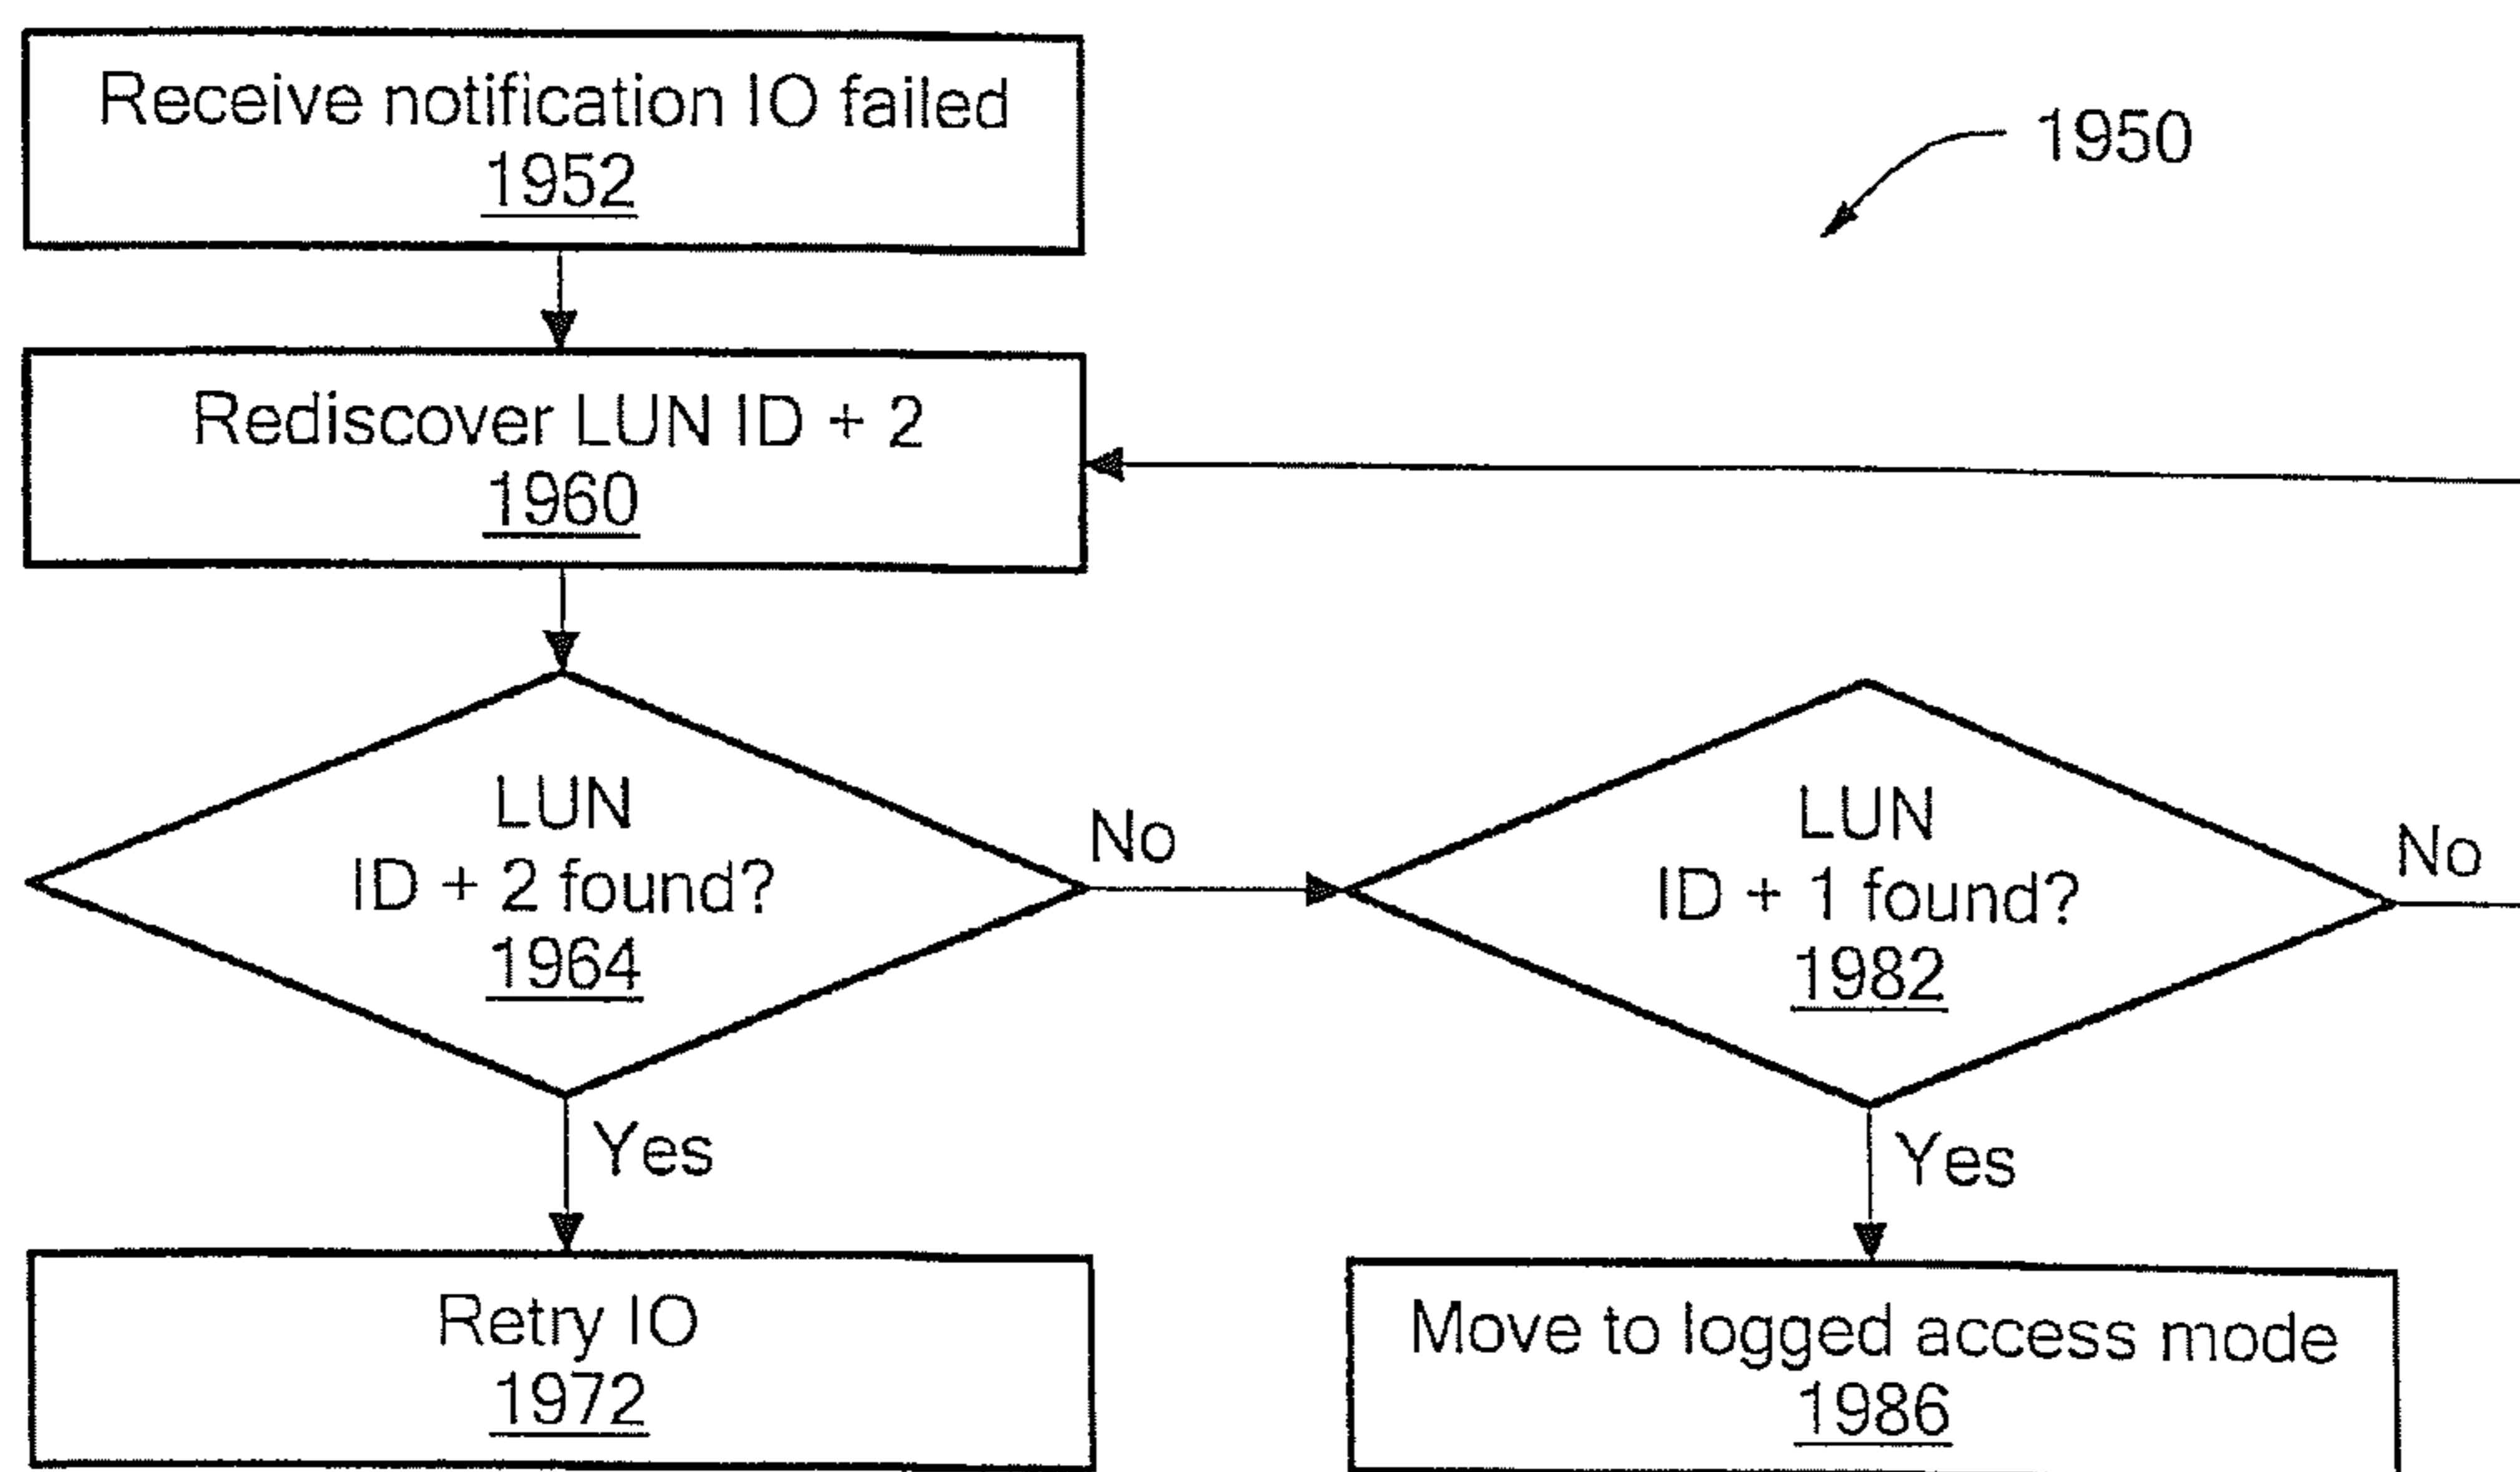 Receive notification IO failed
1952
1950
Rediscover LUN ID + 2
1960
LUN
ID + 2 found?
1964
No
LUN
ID + 1 found?
1982
No
Yes
Yes
Retry IO
1972
Move to logged access mode
1986